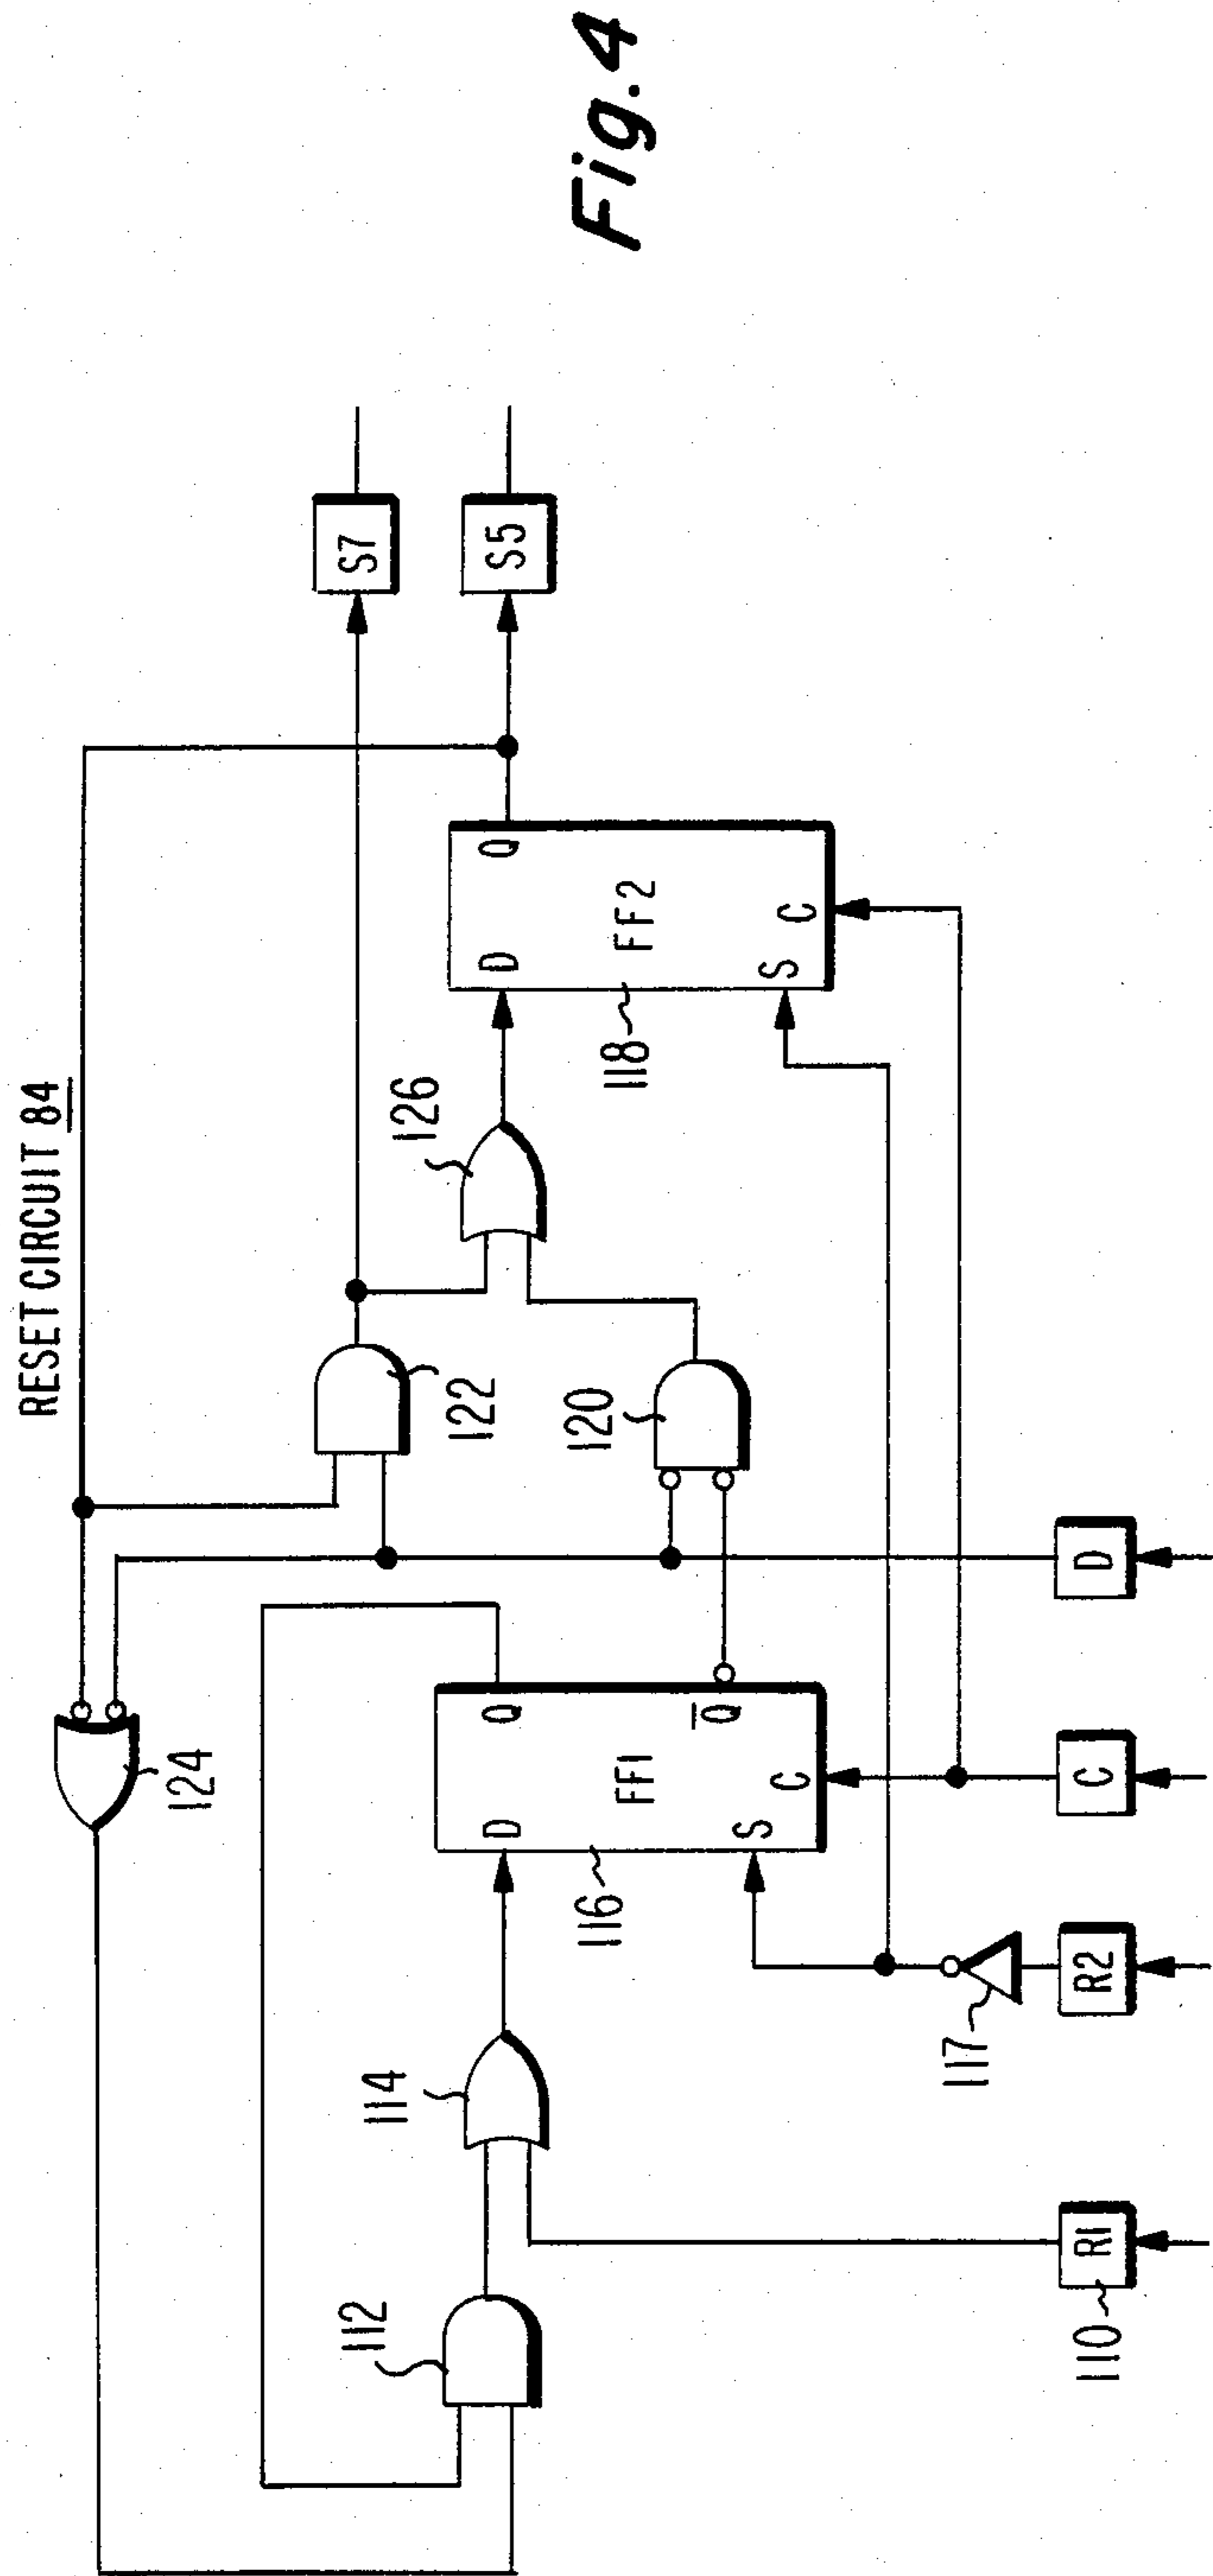 RESET CIRCUIT 84
124
122
126
S7
S5
112
114
D
Q
FF1
Q̅
S
C
116
120
D
Q
FF2
S
C
118
117
110
R1
R2
C
D
Fig. 4